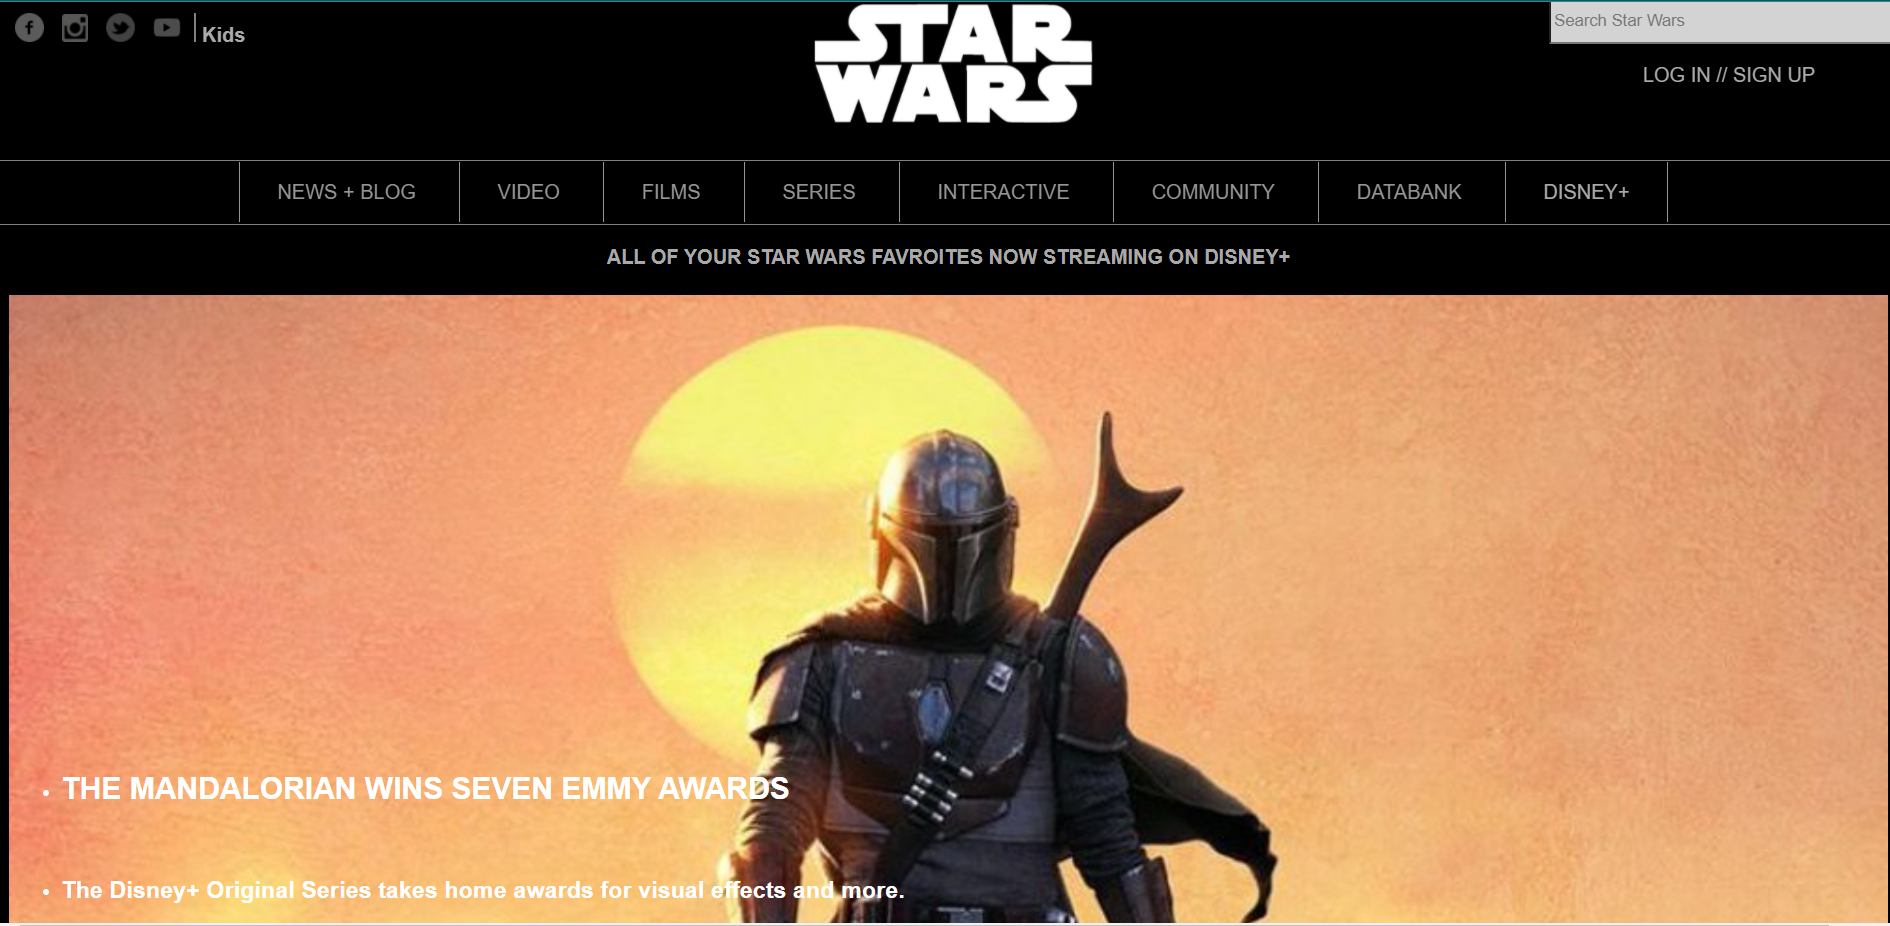 Kids
STAR
WARS
Search Star Wars
LOG IN // SIGN UP
NEWS + BLOG
VIDEO
FILMS
SERIES
INTERACTIVE
COMMUNITY
DATABANK
DISNEY+
ALL OF YOUR STAR WARS FAVROITES NOW STREAMING ON DISNEY+
• THE MANDALORIAN WINS SEVEN EMMY AWARDS
• The Disney+ Original Series takes home awards for visual effects and more.